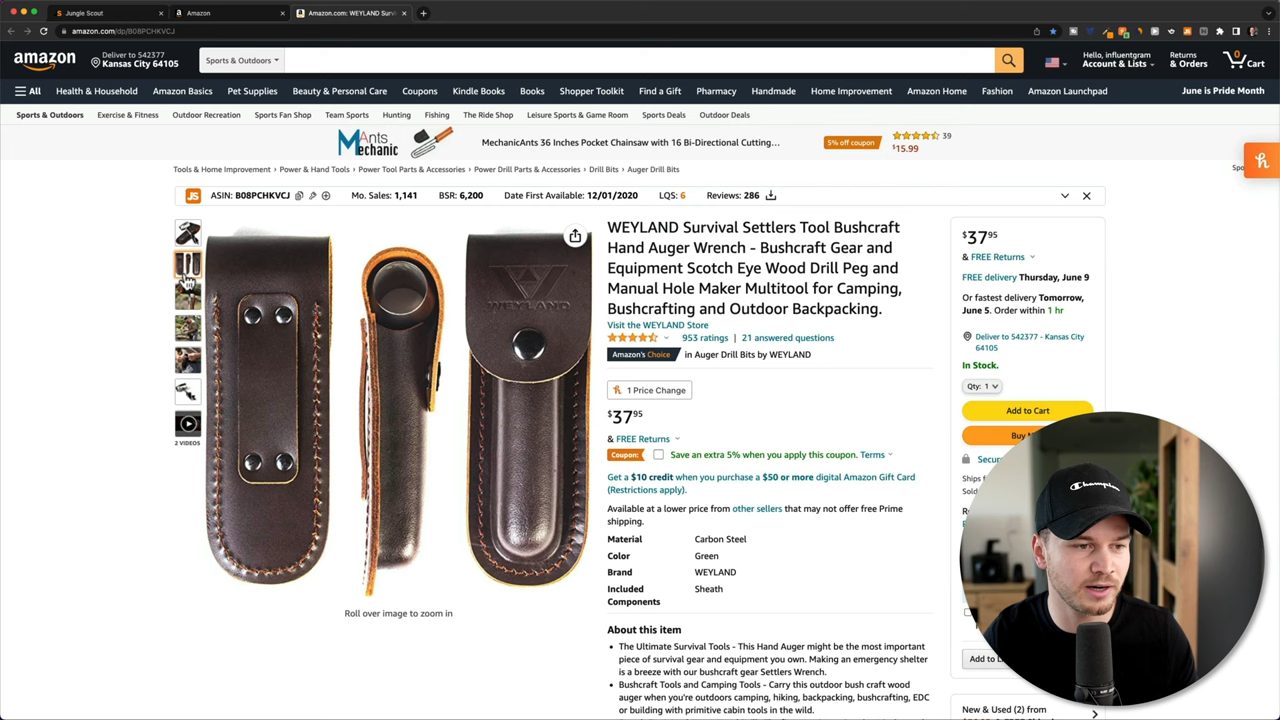 Jungle Scout
Amazon
Amazon.com: WEYLAND Surv
amazon.com/dp/B08PCHKVCJ
amazon
Deliver to 542377
Kansas City 64105
Sports & Outdoors
Hello, influentgram
Account & Lists
Returns
& Orders
0
Cart
All
Health & Household
Amazon Basics
Pet Supplies
Beauty & Personal Care
Coupons
Kindle Books
Books
Shopper Toolkit
Find a Gift
Pharmacy
Handmade
Home Improvement
Amazon Home
Fashion
Amazon Launchpad
June is Pride Month
Sports & Outdoors
Exercise & Fitness
Outdoor Recreation
Sports Fan Shop
Team Sports
Hunting
Fishing
The Ride Shop
Leisure Sports & Game Room
Sports Deals
Outdoor Deals
Mants
Mechanic
MechanicAnts 36 Inches Pocket Chainsaw with 16 Bi-Directional Cutting...
5% off coupon
39
$15.99
Tools & Home Improvement › Power & Hand Tools › Power Tool Parts & Accessories › Power Drill Parts & Accessories › Drill Bits › Auger Drill Bits
Spo
JS
ASIN: B08PCHKVCJ
Mo. Sales: 1,141
BSR: 6,200
Date First Available: 12/01/2020
LQS: 6
Reviews: 286
WEYLAND
2 VIDEOS
Roll over image to zoom in
WEYLAND Survival Settlers Tool Bushcraft
Hand Auger Wrench - Bushcraft Gear and
Equipment Scotch Eye Wood Drill Peg and
Manual Hole Maker Multitool for Camping,
Bushcrafting and Outdoor Backpacking.
Visit the WEYLAND Store
953 ratings | 21 answered questions
Amazon's Choice in Auger Drill Bits by WEYLAND
1 Price Change
$37 95
& FREE Returns
Coupon: Save an extra 5% when you apply this coupon. Terms
Get a $10 credit when you purchase a $50 or more digital Amazon Gift Card
(Restrictions apply).
Available at a lower price from other sellers that may not offer free Prime
shipping.
Material Carbon Steel
Color Green
Brand WEYLAND
Included Sheath
Components
About this item
• The Ultimate Survival Tools - This Hand Auger might be the most important
piece of survival gear and equipment you own. Making an emergency shelter
is a breeze with our bushcraft gear Settlers Wrench.
• Bushcraft Tools and Camping Tools - Carry this outdoor bush craft wood
auger when you're outdoors camping, hiking, backpacking, bushcrafting, EDC
or building with primitive cabin tools in the wild.
$37 95
& FREE Returns
FREE delivery Thursday, June 9
Or fastest delivery Tomorrow,
June 5. Order within 1 hr
Deliver to 542377 - Kansas City
64105
In Stock.
Qty: 1
Add to Cart
Buy
Secu
Ships f
Sold
Champion
Add to Li
New & Used (2) from